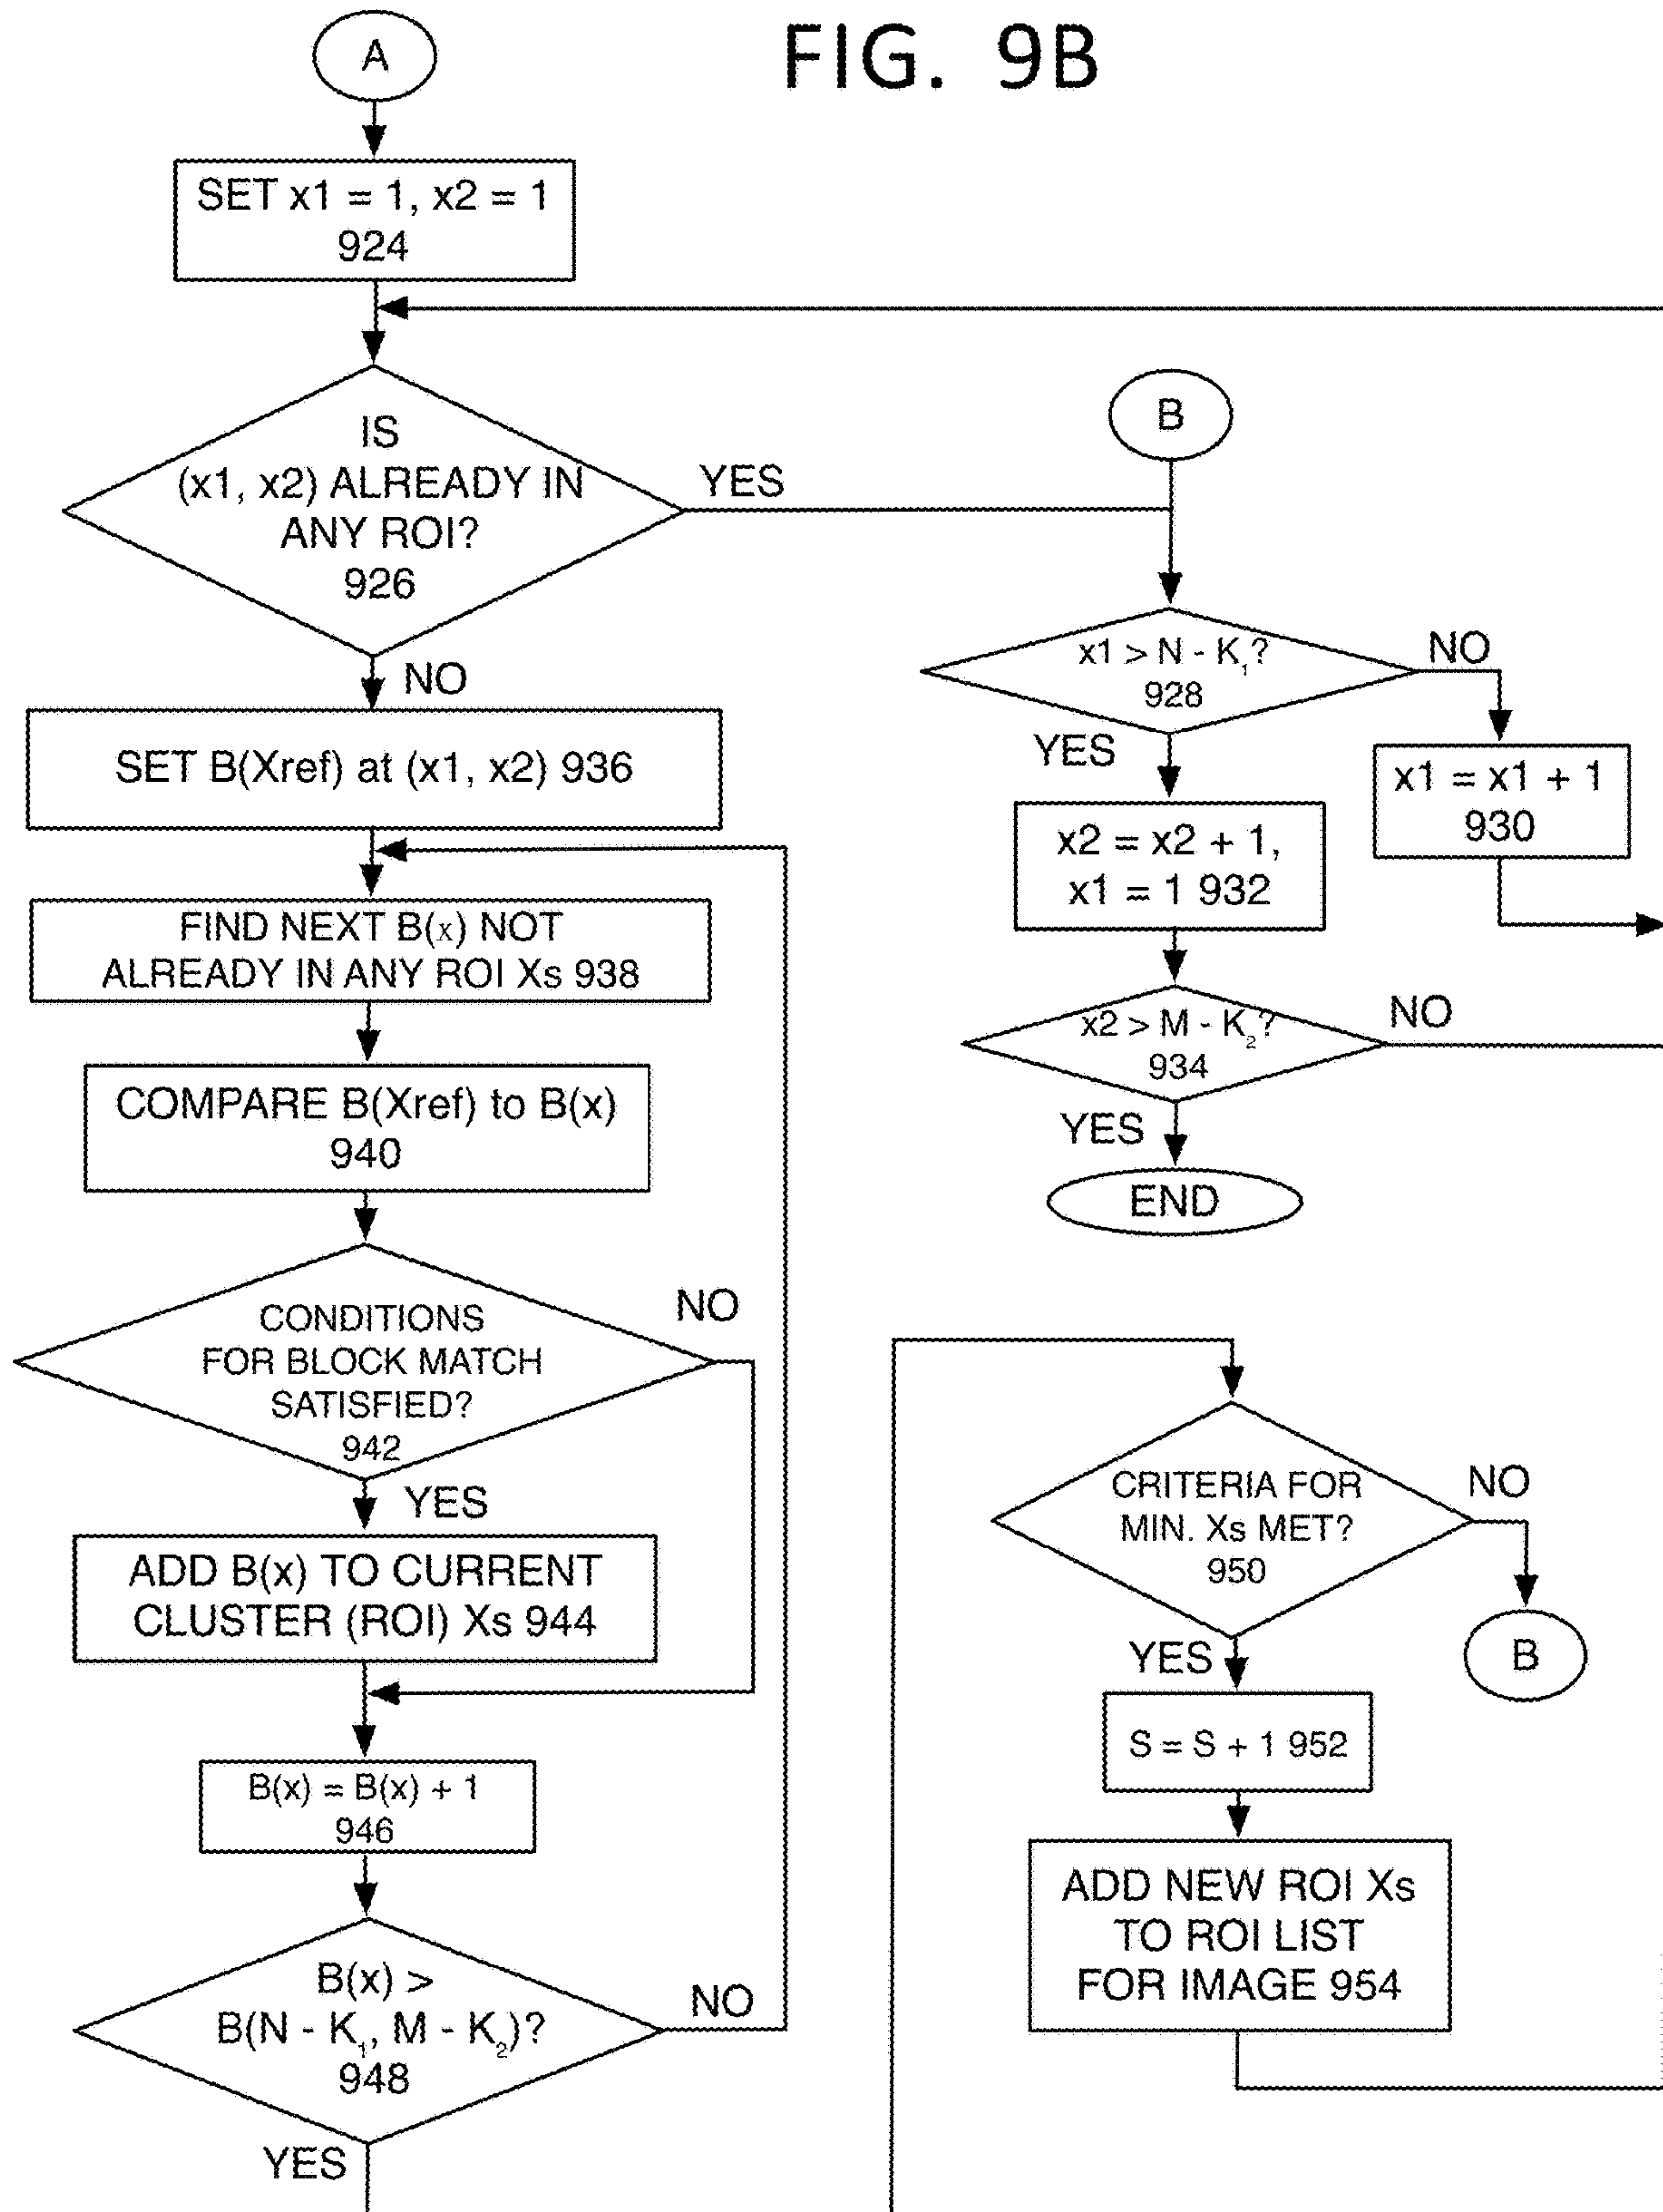 FIG. 9B
A
SET x1 = 1, x2 = 1
924
IS
(x1, x2) ALREADY IN
ANY ROI?
926
YES
NO
SET B(Xref) at (x1, x2) 936
FIND NEXT B(x) NOT
ALREADY IN ANY ROI Xs 938
COMPARE B(Xref) to B(x)
940
CONDITIONS
FOR BLOCK MATCH
SATISFIED?
942
NO
YES
ADD B(x) TO CURRENT
CLUSTER (ROI) Xs 944
B(x) = B(x) + 1
946
B(x) >
B(N - K₁, M - K₂)?
948
NO
YES
B
x1 > N - K₁?
928
NO
YES
x1 = x1 + 1
930
x2 = x2 + 1,
x1 = 1 932
x2 > M - K₂?
934
NO
YES
END
CRITERIA FOR
MIN. Xs MET?
950
NO
B
YES
S = S + 1 952
ADD NEW ROI Xs
TO ROI LIST
FOR IMAGE 954